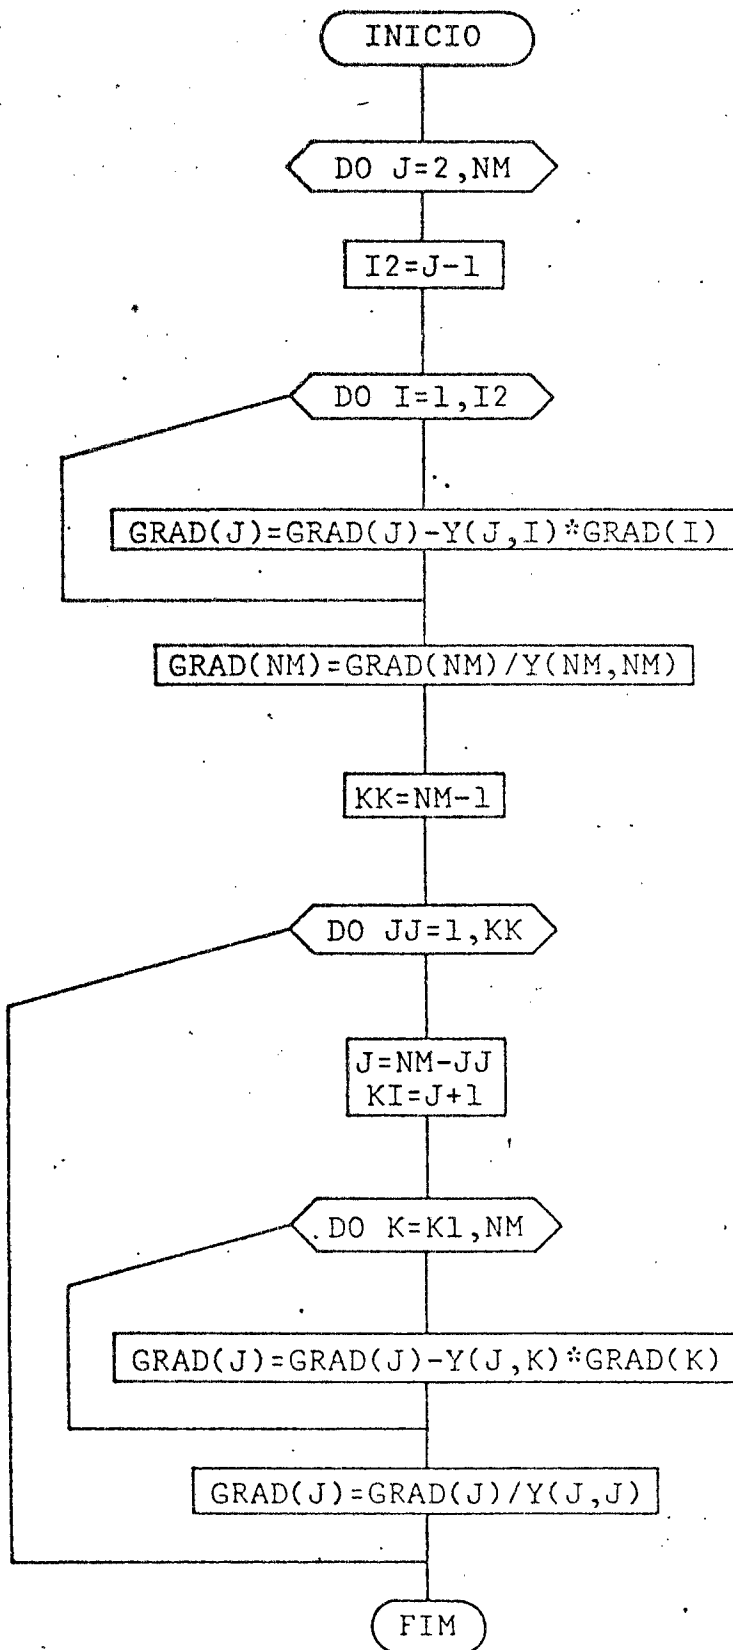 INICIO
DO J=2,NM
I2=J-1
DO I=1,I2
GRAD(J)=GRAD(J)-Y(J,I)*GRAD(I)
GRAD(NM)=GRAD(NM)/Y(NM,NM)
KK=NM-1
DO JJ=1,KK
J=NM-JJ
KI=J+1
DO K=K1,NM
GRAD(J)=GRAD(J)-Y(J,K)*GRAD(K)
GRAD(J)=GRAD(J)/Y(J,J)
FIM